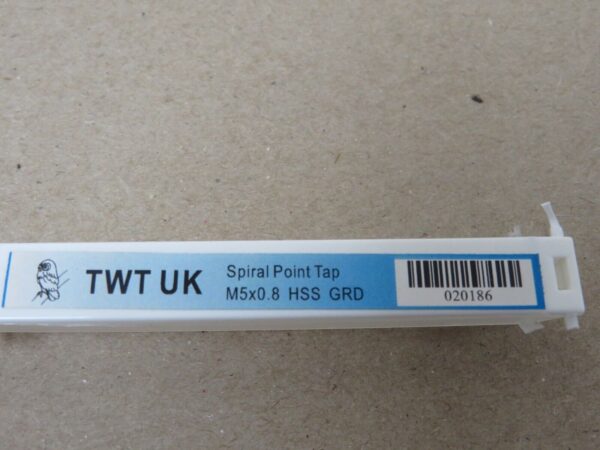 TWT UK
Spiral Point Tap
M5x0.8 HSS GRD
020186